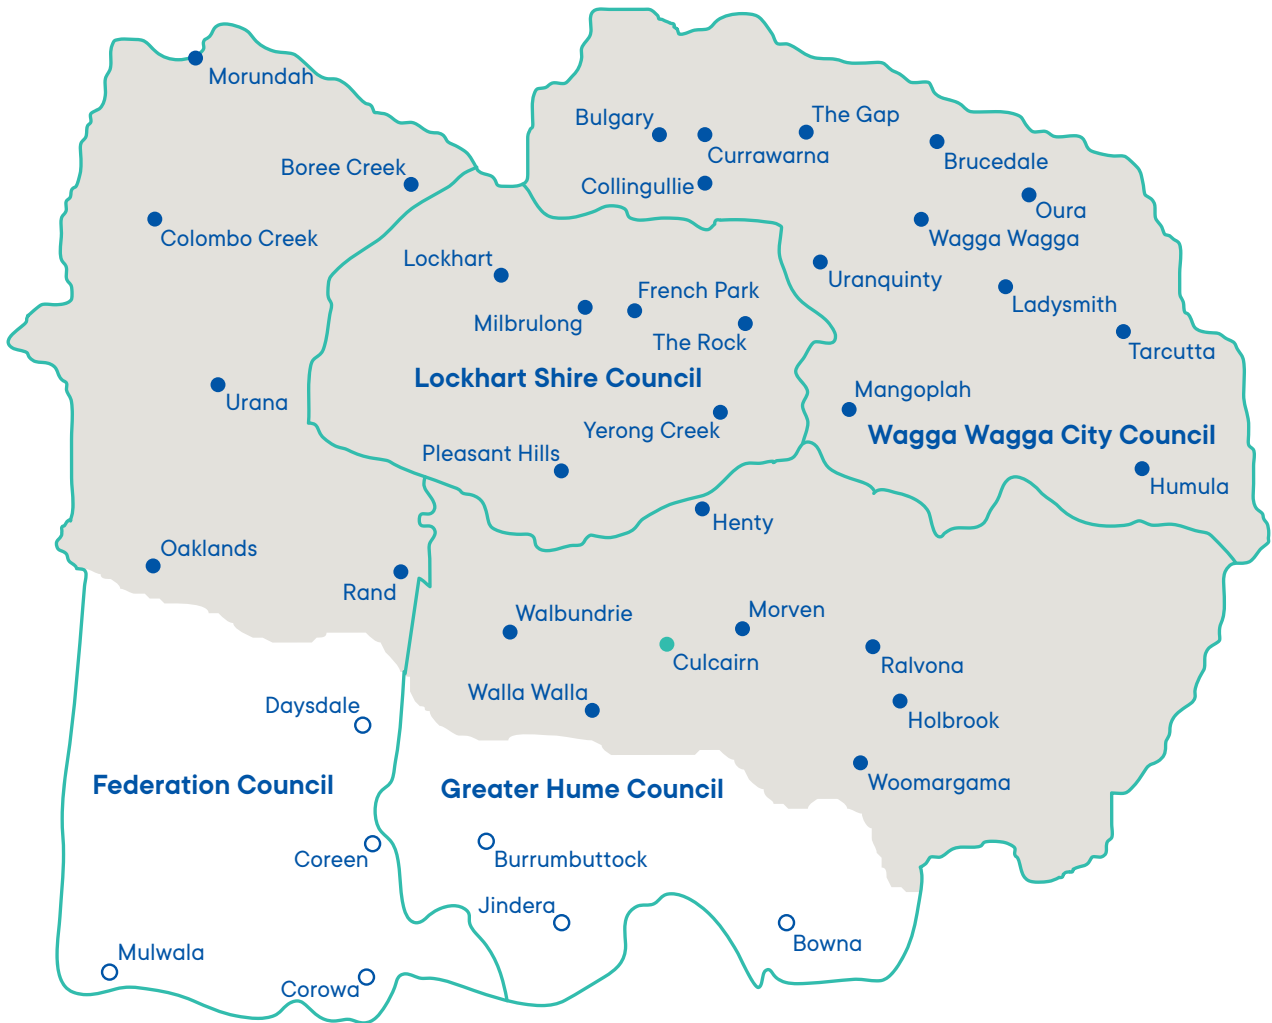 Morundah
Bulgary
The Gap
Currawarna
Brucedale
Boree Creek
Collingullie
Oura
Colombo Creek
Wagga Wagga
Lockhart
Uranquinty
French Park
Ladysmith
Milbrulong
The Rock
Tarcutta
Lockhart Shire Council
Mangoplah
Urana
Yerong Creek
Wagga Wagga City Council
Pleasant Hills
Humula
Henty
Oaklands
Rand
Walbundrie
Morven
Culcairn
Ralvona
Walla Walla
Daysdale
Holbrook
Federation Council
Greater Hume Council
Woomargama
Coreen
Burrumbuttock
Jindera
Bowna
Mulwala
Corowa